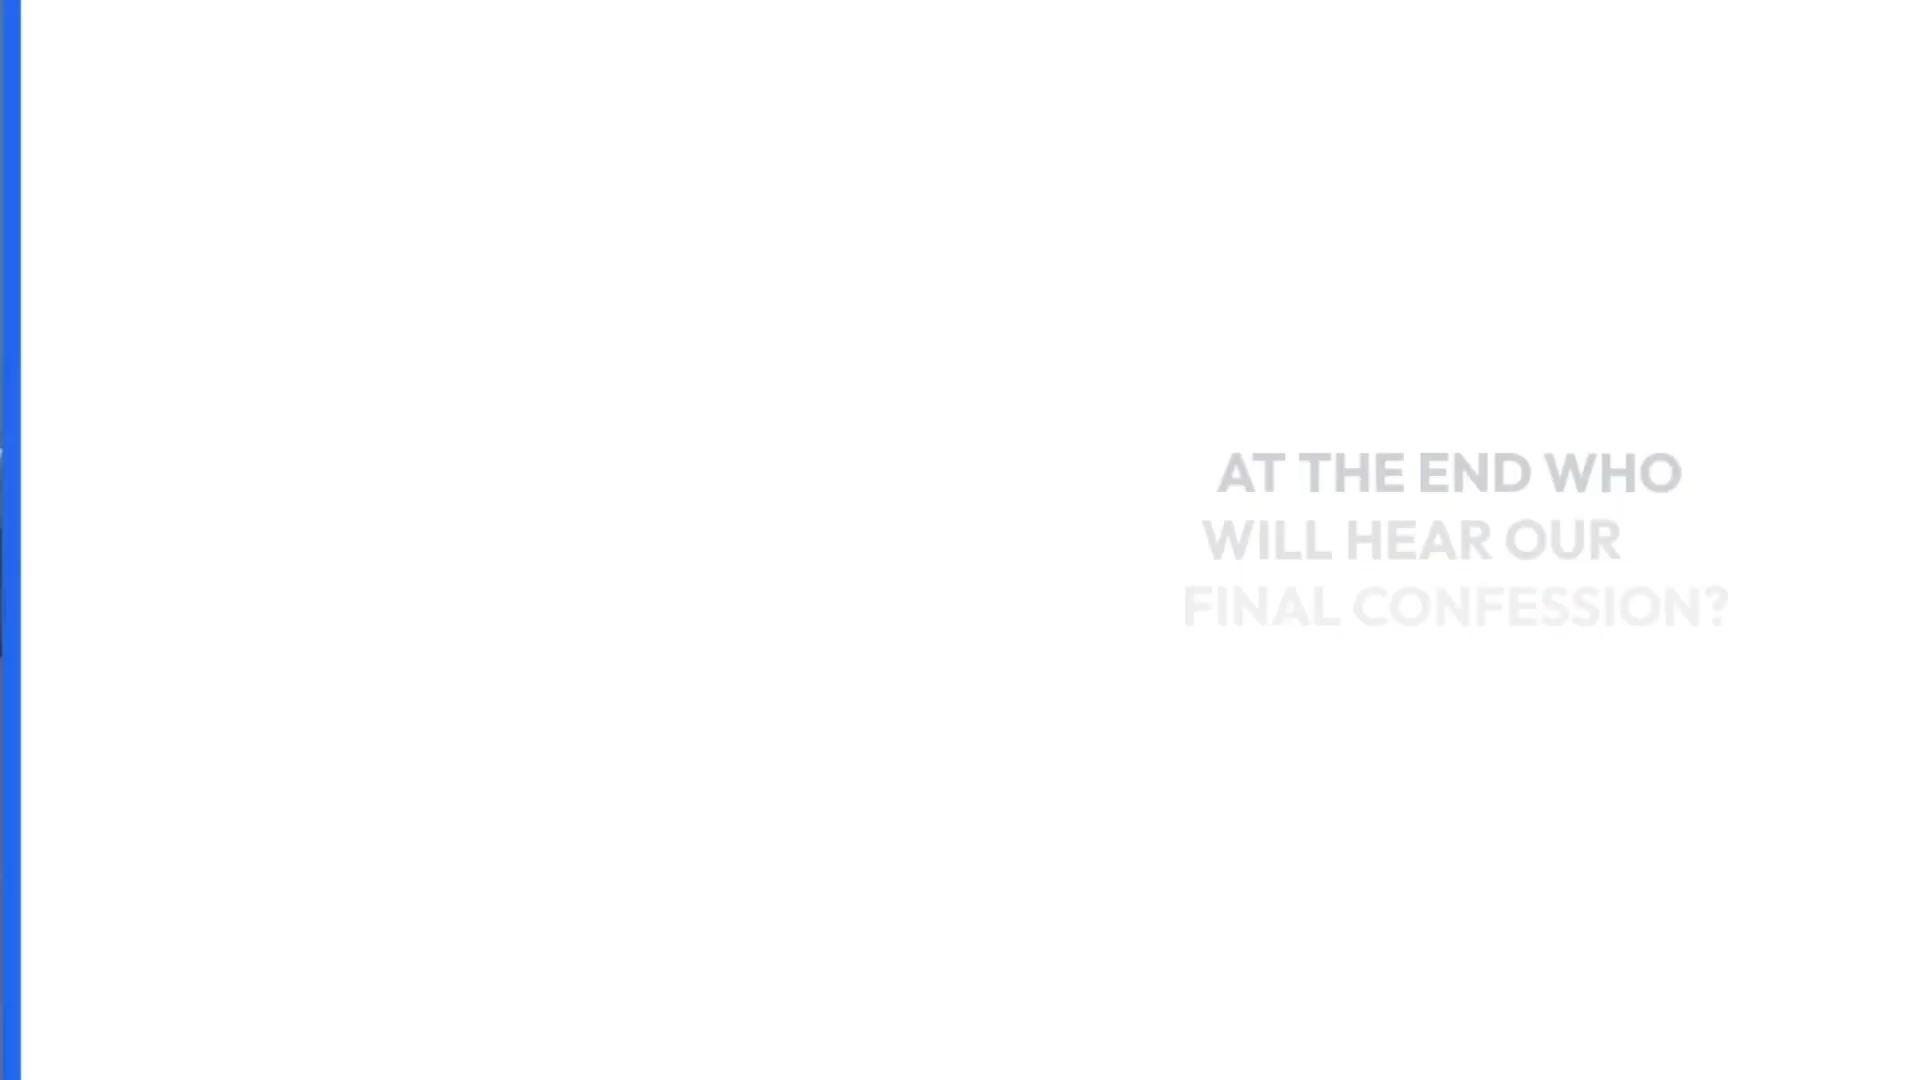 AT THE END WHO
WILL HEAR OUR
FINAL CONFESSION?